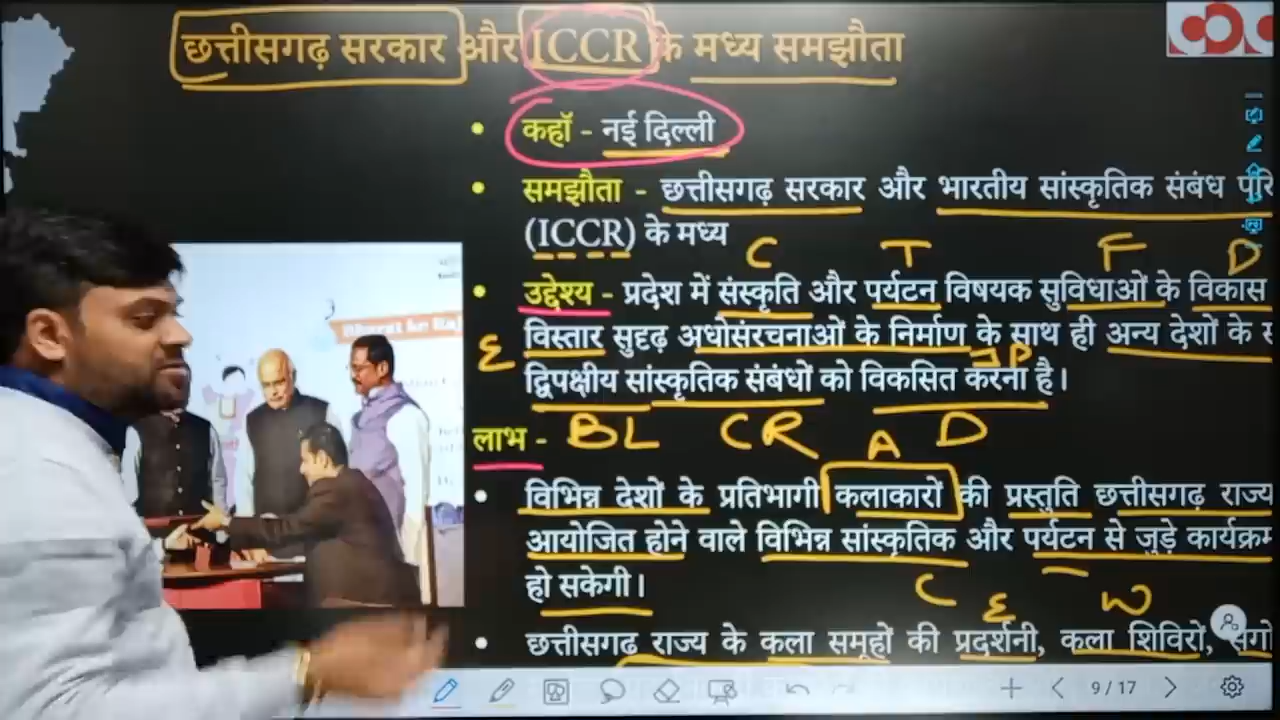 छत्तीसगढ़ सरकार और ICCR के मध्य समझौता
CDC
• कहॉ - नई दिल्ली
• समझौता - छत्तीसगढ़ सरकार और भारतीय सांस्कृतिक संबंध
(ICCR) के मध्य
C T F D
• उद्देश्य - प्रदेश में संस्कृति और पर्यटन विषयक सुविधाओं के विकास
E विस्तार सुदृढ़ अधोसंरचनाओं के निर्माण के साथ ही अन्य देशों के
द्विपक्षीय सांस्कृतिक संबंधों को विकसित करना है।
लाभ - BL CR A D
• विभिन्न देशों के प्रतिभागी कलाकारों की प्रस्तुति छत्तीसगढ़ राज्य
आयोजित होने वाले विभिन्न सांस्कृतिक और पर्यटन से जुड़े
हो सकेगी।
C E W
• छत्तीसगढ़ राज्य के कला समूहों की प्रदर्शनी, कला शिविरों,
9 / 17